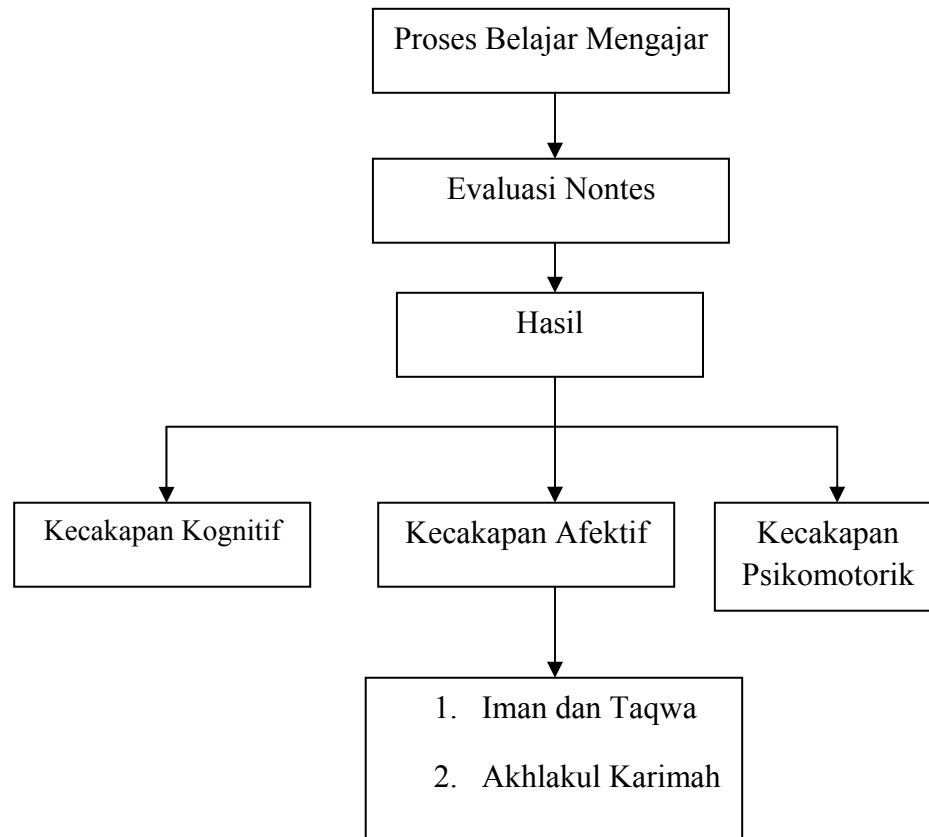 Proses Belajar Mengajar
Evaluasi Nontes
Hasil
Kecakapan Kognitif
Kecakapan Afektif
Kecakapan
Psikomotorik
1. Iman dan Taqwa
2. Akhlakul Karimah